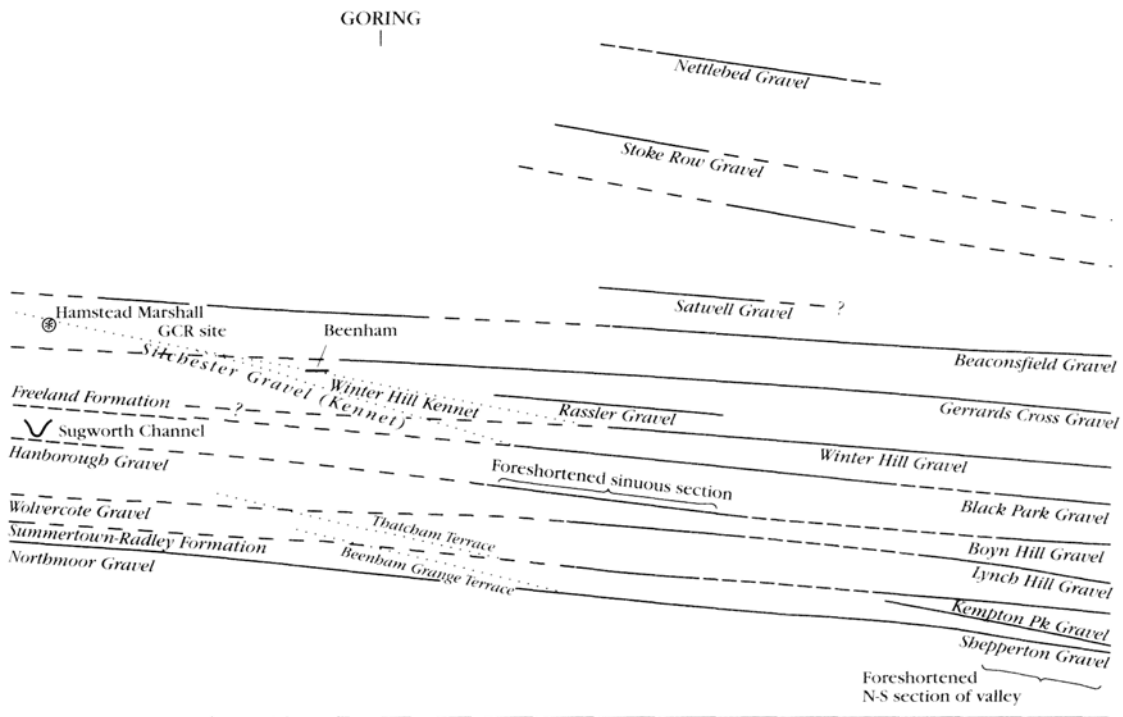 GORING
Nettlebed Gravel
Stoke Row Gravel
Satwell Gravel
?
Hamstead Marshall
GCR site
Beenham
Beaconsfield Gravel
Silchester Gravel (Kennet)
Winter Hill Kennet
Rassler Gravel
Gerrards Cross Gravel
Freeland Formation
?
Winter Hill Gravel
Sugworth Channel
Hanborough Gravel
Foreshortened sinuous section
Black Park Gravel
Wolvercote Gravel
Thatcham Terrace
Boyn Hill Gravel
Summertown-Radley Formation
Beenham Grange Terrace
Lynch Hill Gravel
Northmoor Gravel
Kempton Pk Gravel
Shepperton Gravel
Foreshortened
N-S section of valley